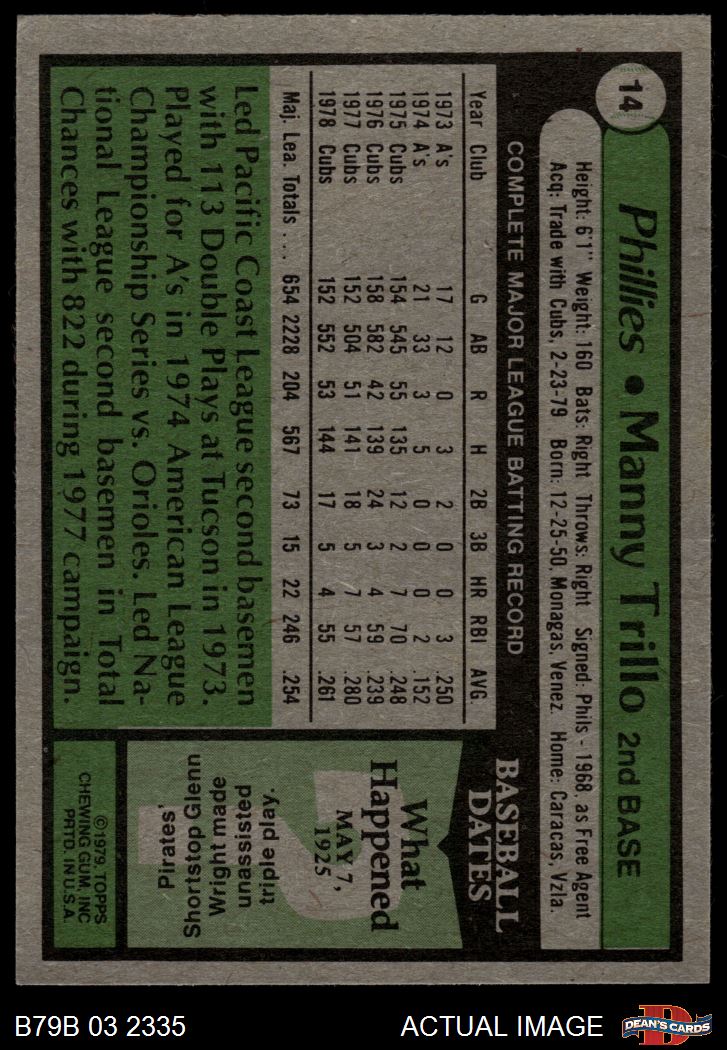 14
Phillies • Manny Trillo 2nd BASE
Height: 6'1" Weight: 160 Bats: Right Throws: Right Signed: Phils - 1968, as Free Agent
Acq: Trade with Cubs, 2-23-79 Born: 12-25-50, Monagas, Venez. Home: Caracas, Vzla.
COMPLETE MAJOR LEAGUE BATTING RECORD
Year Club G AB R H 2B 3B HR RBI AVG.
1973 A's 17 12 0 3 2 0 0 3 .250
1974 A's 21 33 3 5 0 0 0 2 .152
1975 Cubs 154 545 55 135 12 2 7 70 .248
1976 Cubs 158 582 42 139 24 3 4 59 .239
1977 Cubs 152 504 51 141 18 5 7 57 .280
1978 Cubs 152 552 53 144 17 5 4 55 .261
Maj. Lea. Totals ... 654 2228 204 567 73 15 22 246 .254
Led Pacific Coast League second basemen
with 113 Double Plays at Tucson in 1973.
Played for A's in 1974 American League
Championship Series vs. Orioles. Led Na-
tional League second basemen in Total
Chances with 822 during 1977 campaign.
BASEBALL
DATES
What
Happened
MAY 7,
1925
?
Pirates'
Shortstop Glenn
Wright made
unassisted
triple play.
©1979, TOPPS
CHEWING GUM, INC
PRTD. IN U.S.A.
B79B 03 2335
ACTUAL IMAGE
D
DEAN'S CARDS